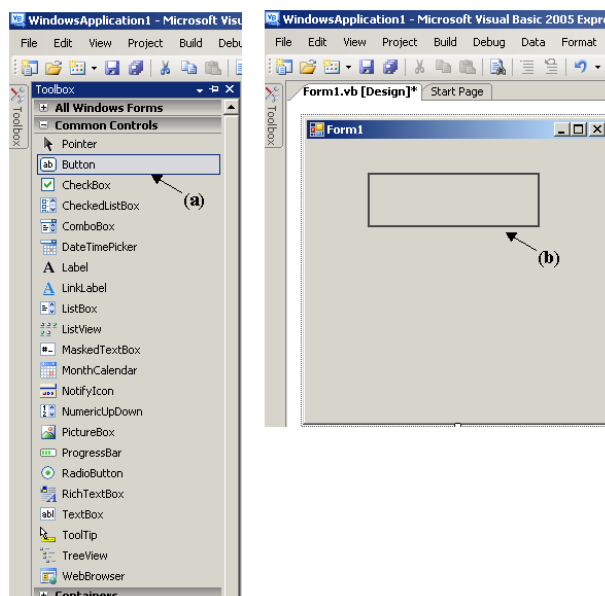 WindowsApplication1 - Microsoft Visu
File Edit View Project Build Debu
Toolbox
Toolbox
All Windows Forms
Common Controls
Pointer
Button
CheckBox
(a)
CheckedListBox
ComboBox
DateTimePicker
Label
LinkLabel
ListBox
ListView
MaskedTextBox
MonthCalendar
NotifyIcon
NumericUpDown
PictureBox
ProgressBar
RadioButton
RichTextBox
TextBox
ToolTip
TreeView
WebBrowser
Containers
WindowsApplication1 - Microsoft Visual Basic 2005 Expre
File Edit View Project Build Debug Data Format
Toolbox
Form1.vb [Design]* Start Page
Form1
(b)